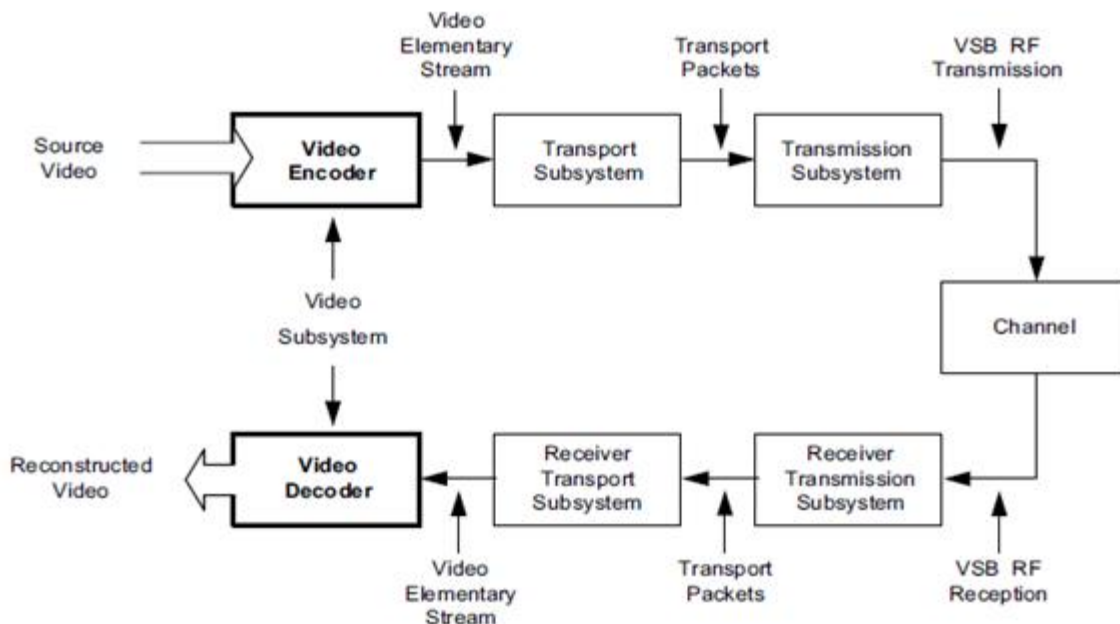 Video
Elementary
Stream
Transport
Packets
VSB RF
Transmission
Source
Video
Video
Encoder
Transport
Subsystem
Transmission
Subsystem
Video
Subsystem
Channel
Reconstructed
Video
Video
Decoder
Receiver
Transport
Subsystem
Receiver
Transmission
Subsystem
Video
Elementary
Stream
Transport
Packets
VSB RF
Reception